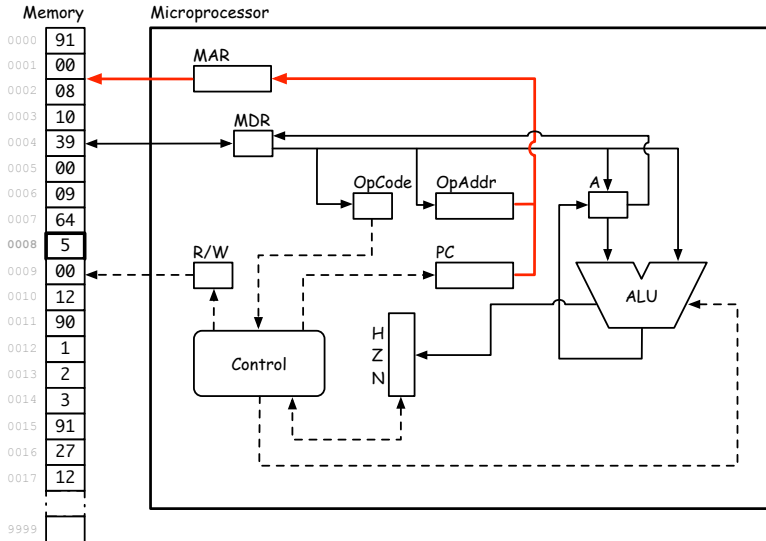 Memory
Microprocessor
0000 91
0001 00
0002 08
0003 10
0004 39
0005 00
0006 09
0007 64
0008 5
0009 00
0010 12
0011 90
0012 1
0013 2
0014 3
0015 91
0016 27
0017 12
9999
MAR
MDR
OpCode
OpAddr
A
R/W
PC
ALU
Control
H
Z
N